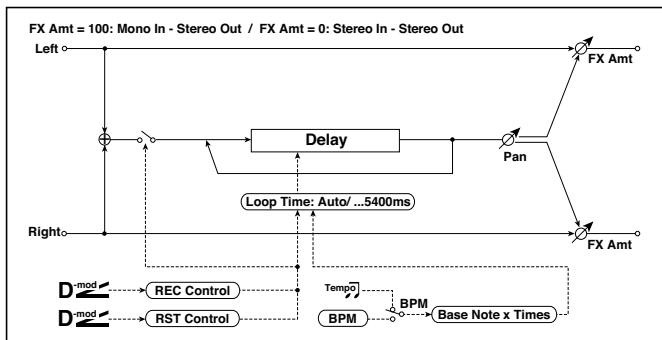 FX Amt = 100: Mono In - Stereo Out / FX Amt = 0: Stereo In - Stereo Out
Left
FX Amt
Delay
Pan
Loop Time: Auto/ ...5400ms
Right
FX Amt
D-mod
REC Control
Tempo
BPM
D-mod
RST Control
BPM
Base Note x Times